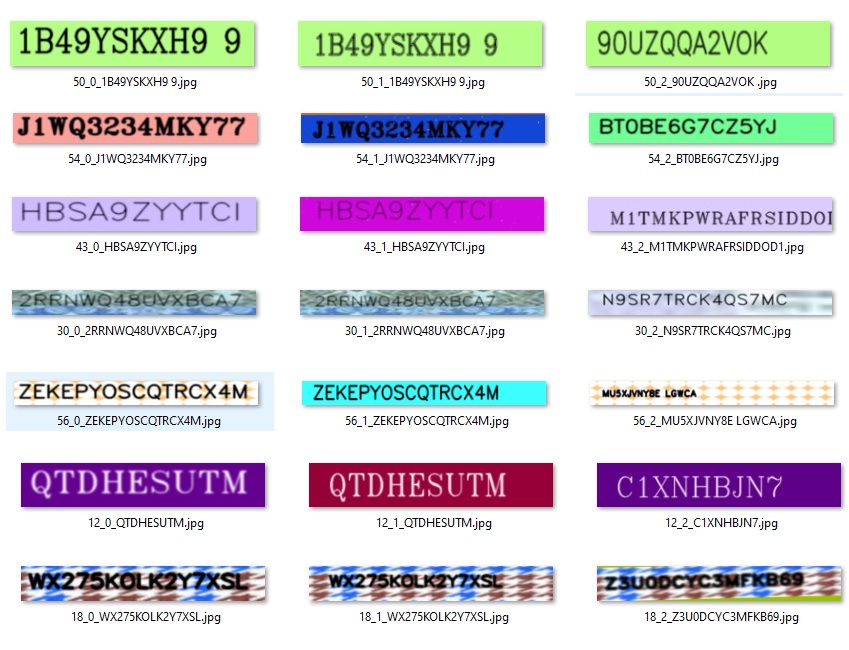 1B49YSKXH9 9 1B49YSKXH9 9 90UZQQA2VOK
50_0_1B49YSKXH9 9.jpg 50_1_1B49YSKXH9 9.jpg 50_2_90UZQQA2VOK .jpg
J1WQ3234MKY77 J1WQ3234MKY77 BT0BE6G7CZ5YJ
54_0_J1WQ3234MKY77.jpg 54_1_J1WQ3234MKY77.jpg 54_2_BT0BE6G7CZ5YJ.jpg
HBSA9ZYYTCI HBSA9ZYYTCI M1TMKPWRAFRSIDDOI
43_0_HBSA9ZYYTCI.jpg 43_1_HBSA9ZYYTCI.jpg 43_2_M1TMKPWRAFRSIDDOD1.jpg
2RRNWQ48UVXBCA7 2RRNWQ48UVXBCA7 N9SR7TRCK4QS7MC
30_0_2RRNWQ48UVXBCA7.jpg 30_1_2RRNWQ48UVXBCA7.jpg 30_2_N9SR7TRCK4QS7MC.jpg
ZEKEPYOSCQTRCX4M ZEKEPYOSCQTRCX4M MU5XJVNY8E LGWCA
56_0_ZEKEPYOSCQTRCX4M.jpg 56_1_ZEKEPYOSCQTRCX4M.jpg 56_2_MU5XJVNY8E LGWCA.jpg
QTDHESUTM QTDHESUTM C1XNHBJN7
12_0_QTDHESUTM.jpg 12_1_QTDHESUTM.jpg 12_2_C1XNHBJN7.jpg
WX275KOLK2Y7XSL WX275KOLK2Y7XSL Z3U0DCYC3MFKB69
18_0_WX275KOLK2Y7XSL.jpg 18_1_WX275KOLK2Y7XSL.jpg 18_2_Z3U0DCYC3MFKB69.jpg